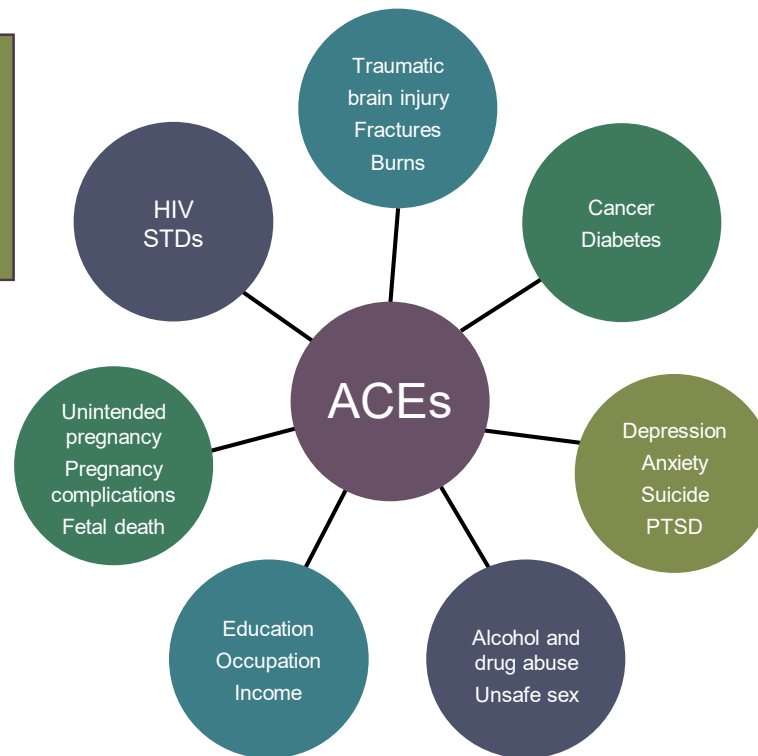 Traumatic
brain injury
Fractures
Burns
Cancer
Diabetes
HIV
STDs
ACEs
Unintended
pregnancy
Pregnancy
complications
Fetal death
Depression
Anxiety
Suicide
PTSD
Education
Occupation
Income
Alcohol and
drug abuse
Unsafe sex